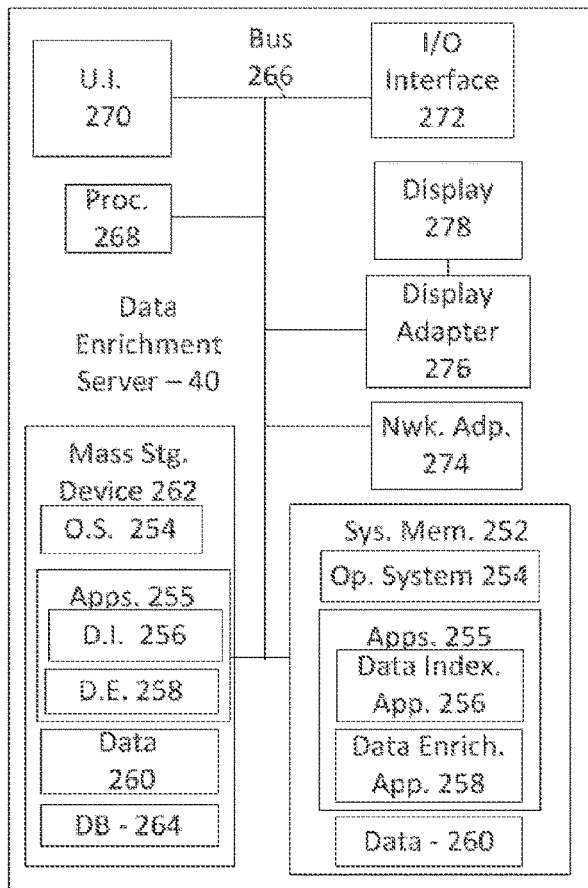 U.I.
270
Bus
266
I/O
Interface
272
Proc.
268
Display
278
Data
Enrichment
Server – 40
Display
Adapter
276
Nwk. Adp.
274
Mass Stg.
Device 262
O.S. 254
Apps. 255
D.I. 256
D.E. 258
Data
260
DB - 264
Sys. Mem. 252
Op. System 254
Apps. 255
Data Index.
App. 256
Data Enrich.
App. 258
Data - 260